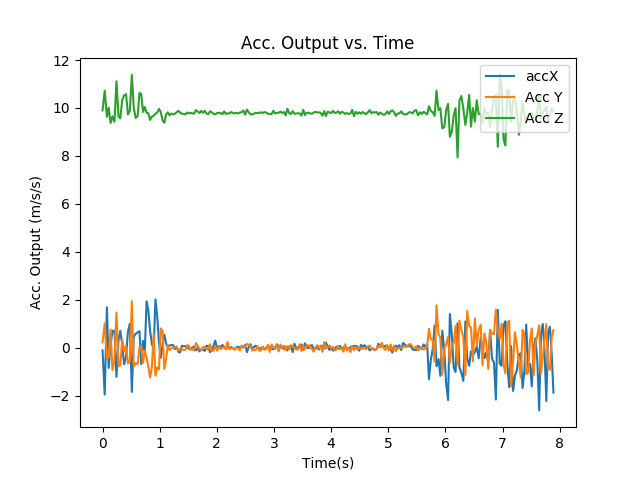 Acc. Output vs. Time
12
10
8
6
4
2
0
−2
Acc. Output (m/s/s)
accX
Acc Y
Acc Z
0 1 2 3 4 5 6 7 8
Time(s)